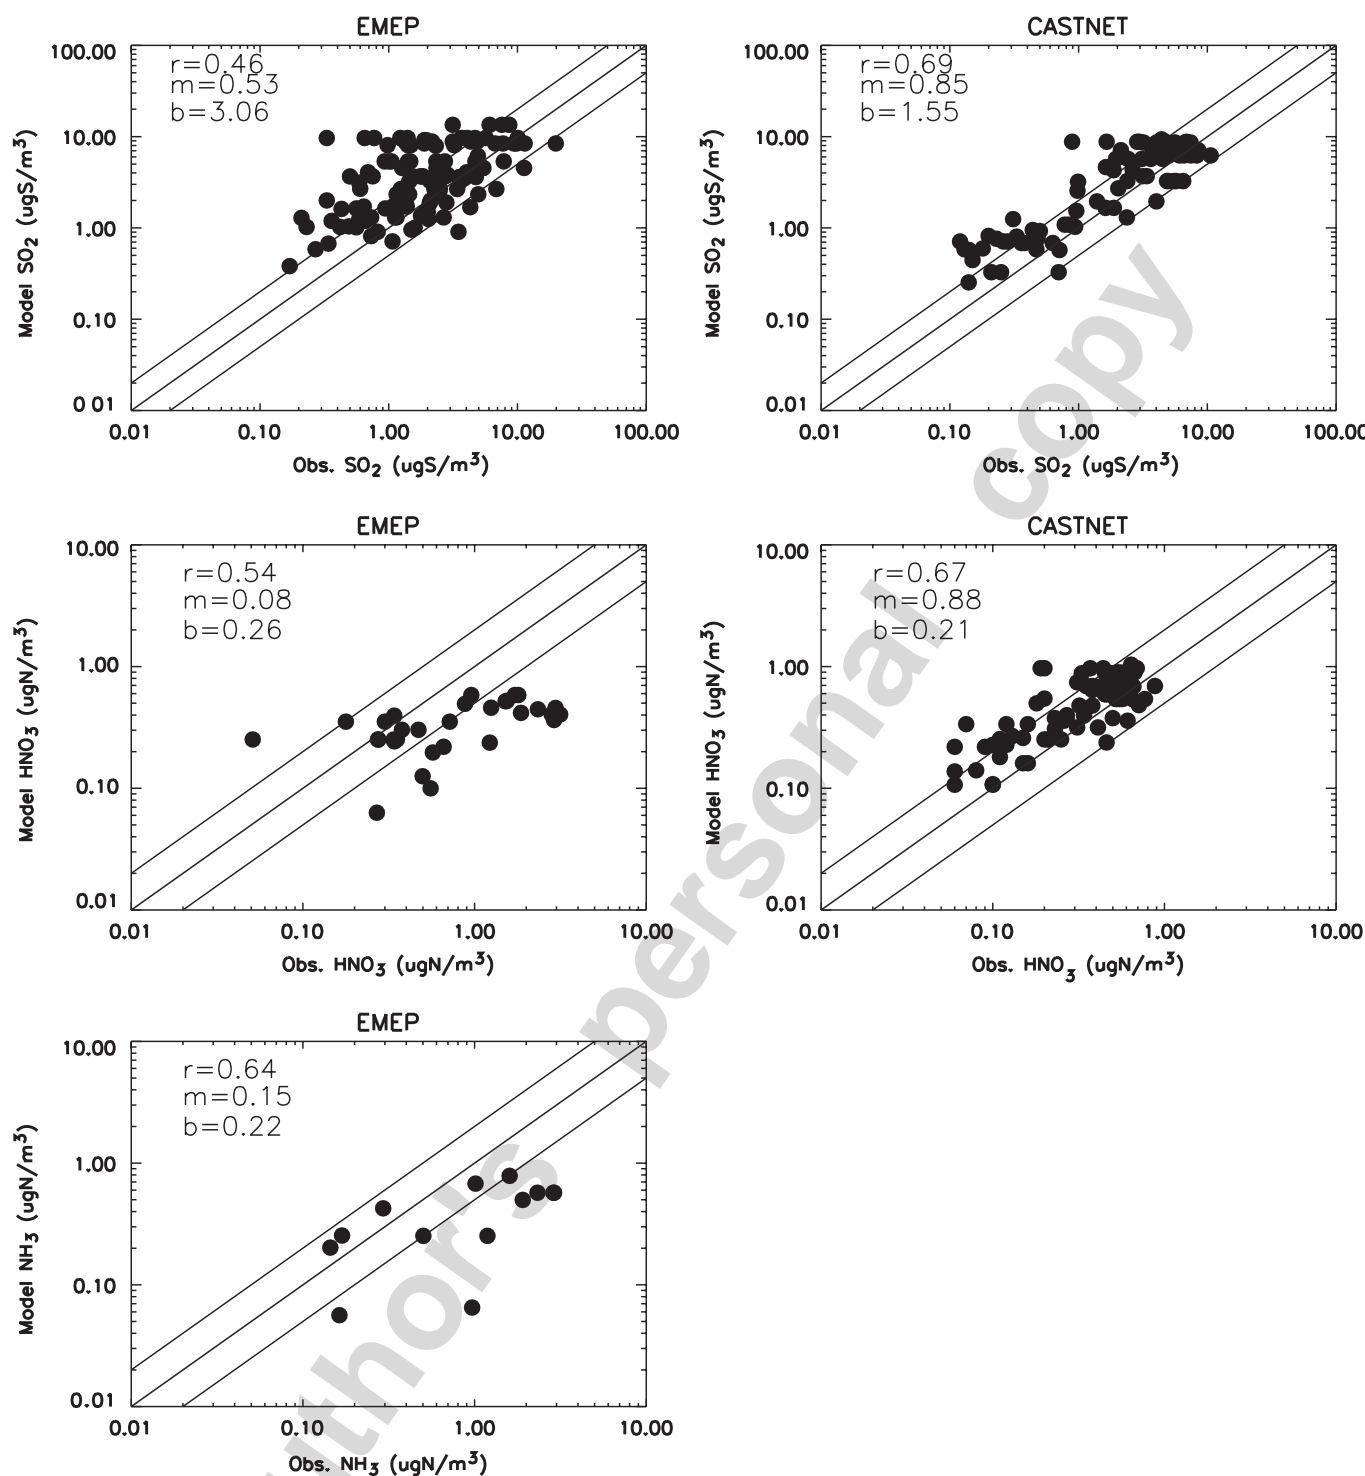 EMEP
100.00
10.00
1.00
0.10
0 01
r=0.46
m=0.53
b=3.06
Model SO2 (ugS/m3)
0.01 0.10 1.00 10.00 100.00
Obs. SO2 (ugS/m3)
CASTNET
100.00
10.00
1.00
0.10
0 01
r=0.69
m=0.85
b=1.55
Model SO2 (ugS/m3)
0.01 0.10 1.00 10.00 100.00
Obs. SO2 (ugS/m3)
EMEP
10.00
1.00
0.10
0.01
r=0.54
m=0.08
b=0.26
Model HNO3 (ugN/m3)
0.01 0.10 1.00 10.00
Obs. HNO3 (ugN/m3)
CASTNET
10.00
1.00
0.10
0.01
r=0.67
m=0.88
b=0.21
Model HNO3 (ugN/m3)
0.01 0.10 1.00 10.00
Obs. HNO3 (ugN/m3)
EMEP
10.00
1.00
0.10
0.01
r=0.64
m=0.15
b=0.22
Model NH3 (ugN/m3)
0.01 0.10 1.00 10.00
Obs. NH3 (ugN/m3)
uthor's personal copy